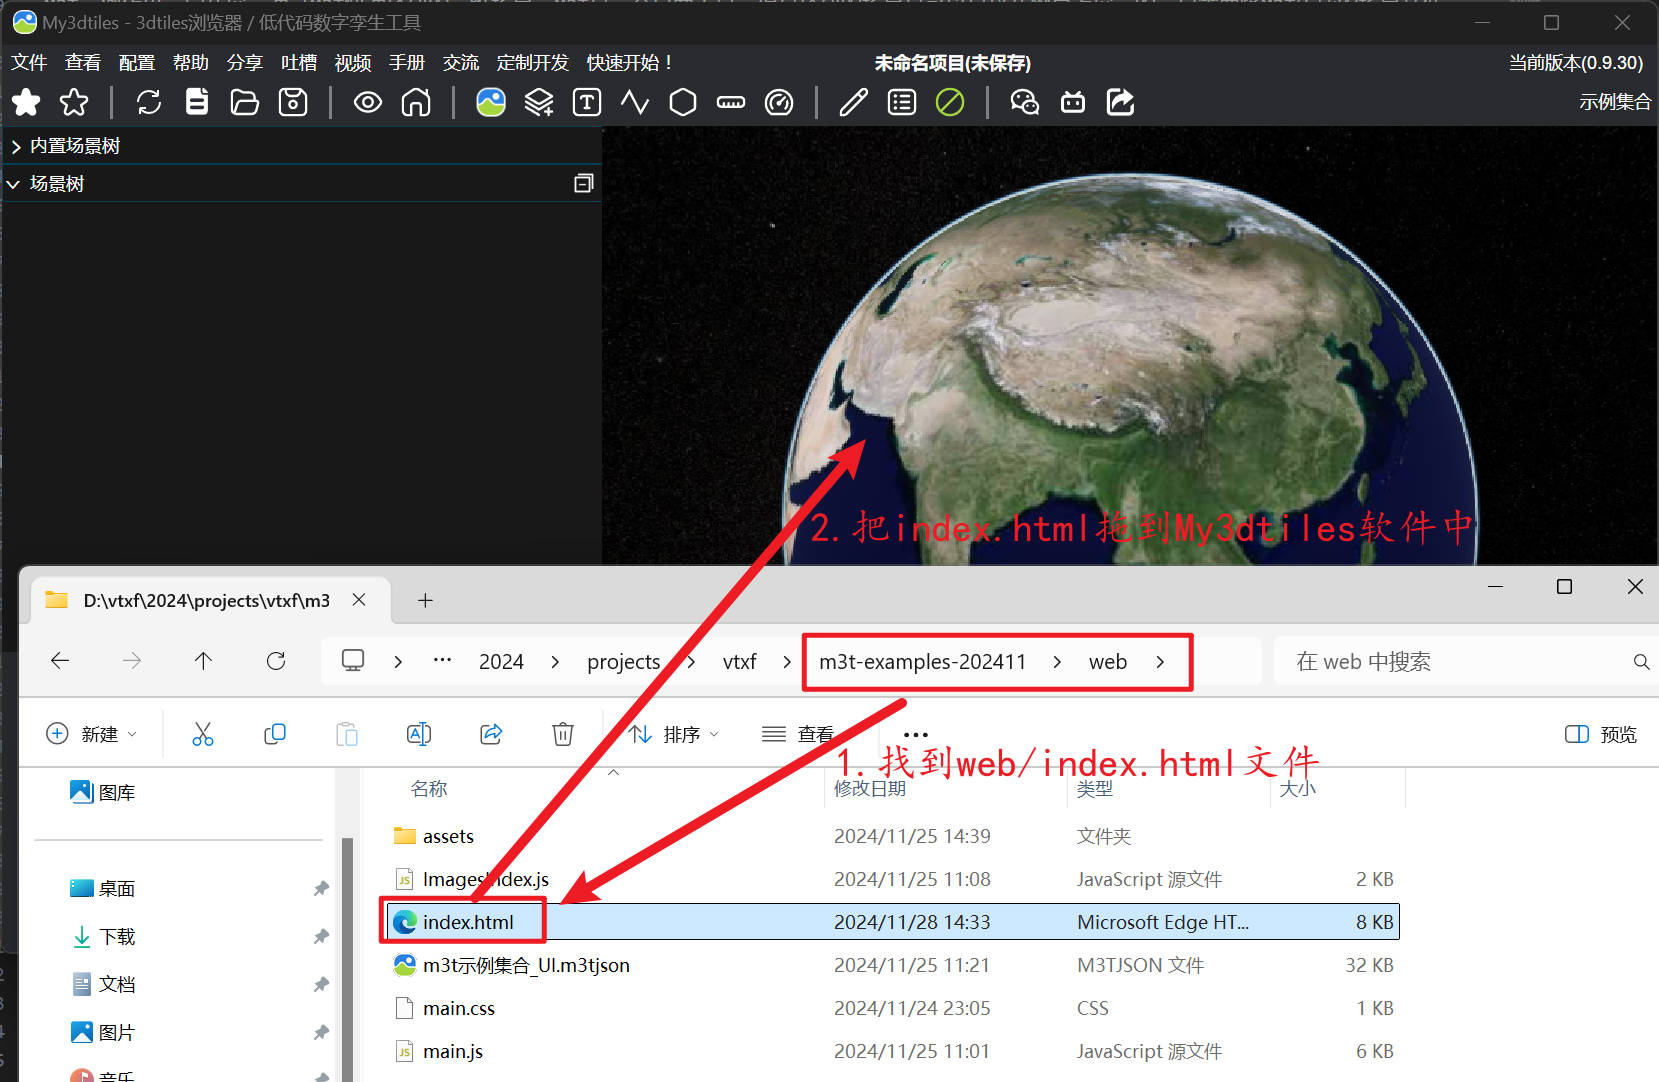 My3dtiles - 3dtiles浏览器 / 低代码数字孪生工具
文件 查看 配置 帮助 分享 吐槽 视频 手册 交流 定制开发 快速开始！ 未命名项目(未保存) 当前版本(0.9.30)
示例集合
内置场景树
场景树
2.把index.html拖到My3dtiles软件中
D:\vtxf\2024\projects\vtxf\m3
2024 projects vtxf m3t-examples-202411 web 在 web 中搜索
新建 排序 查看 预览
1.找到web/index.html文件
名称 修改日期 类型 大小
图库
assets 2024/11/25 14:39 文件夹
桌面
ImagesIndex.js 2024/11/25 11:08 JavaScript 源文件 2 KB
index.html 2024/11/28 14:33 Microsoft Edge HT... 8 KB
下载
m3t示例集合_UI.m3tjson 2024/11/25 11:21 M3TJSON 文件 32 KB
文档
main.css 2024/11/24 23:05 CSS 1 KB
图片
main.js 2024/11/25 11:01 JavaScript 源文件 6 KB
音乐